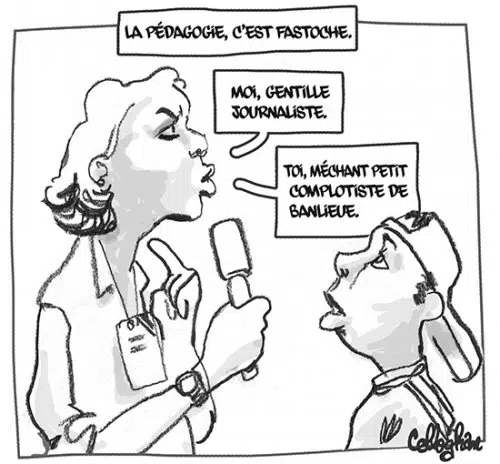 LA PÉDAGOGIE, C'EST FASTOCHE.
MOI, GENTILLE
JOURNALISTE.
TOI, MÉCHANT PETIT
COMPLOTISTE DE
BANLIEUE.